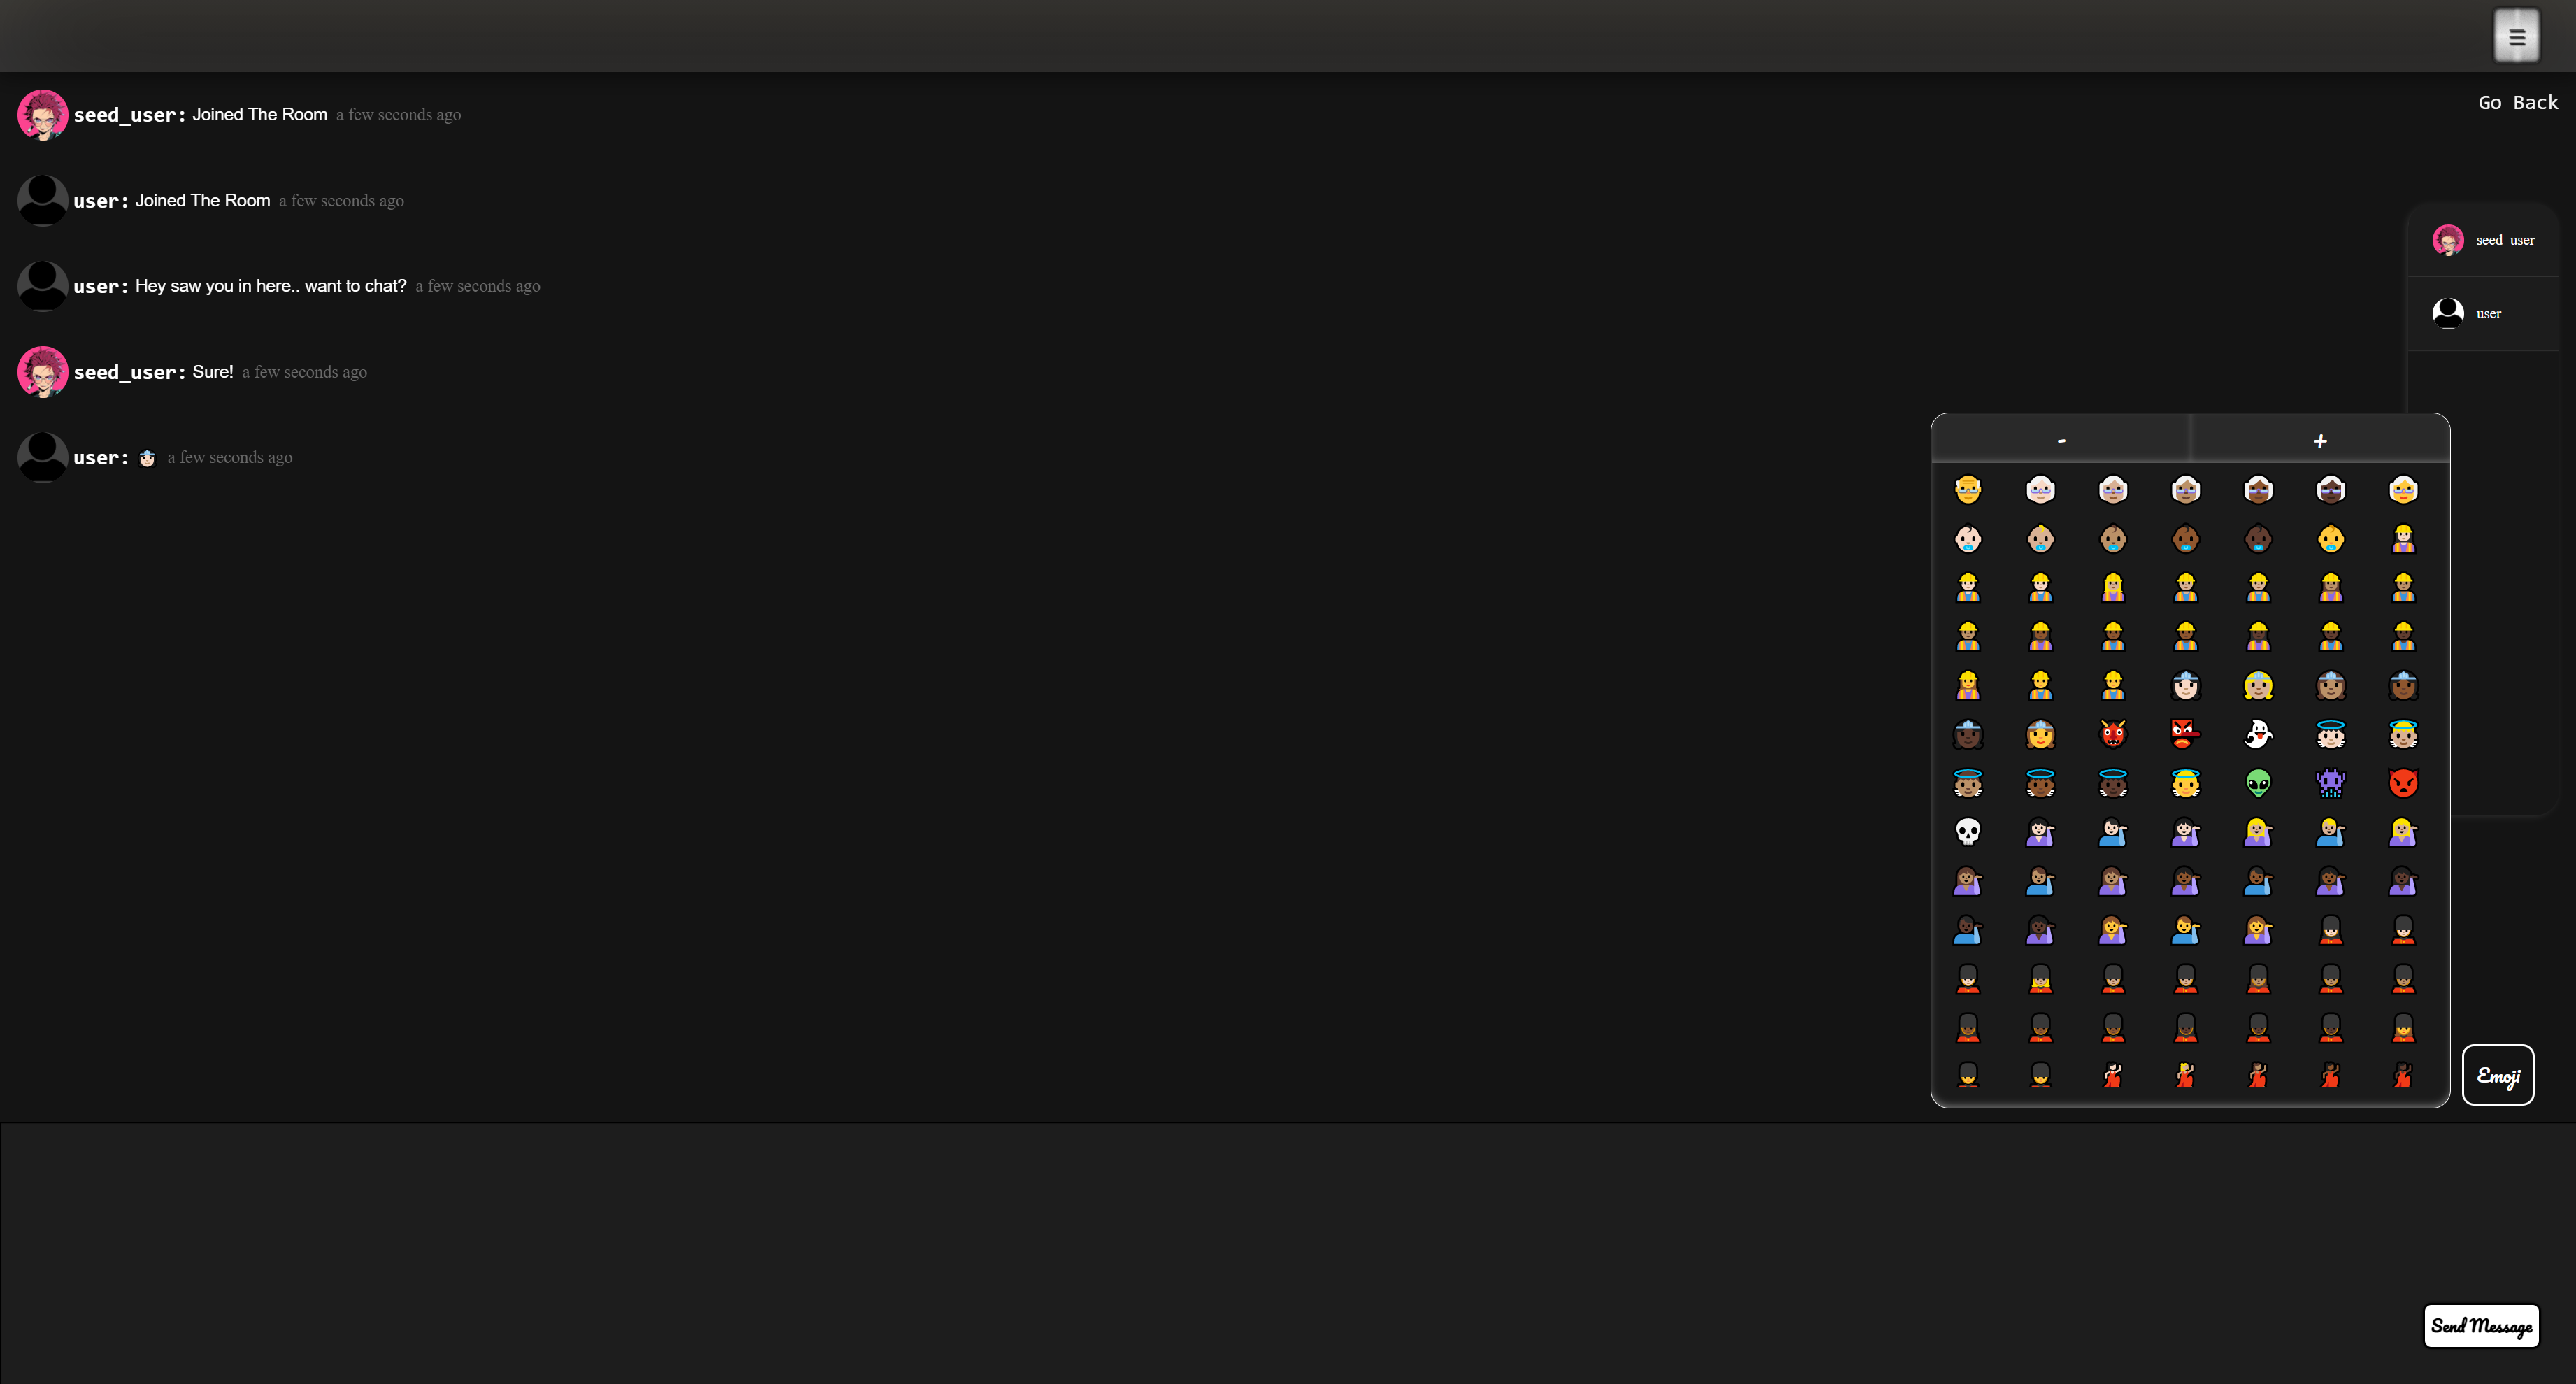 seed_user: Joined The Room a few seconds ago
Go Back
user: Joined The Room a few seconds ago
seed_user
user: Hey saw you in here.. want to chat? a few seconds ago
user
seed_user: Sure! a few seconds ago
- +
user: 👸🏻 a few seconds ago
Emoji
Send Message